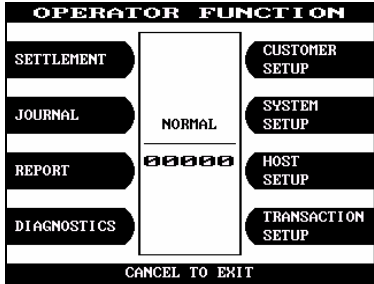 OPERATOR FUNCTION
SETTLEMENT
JOURNAL
REPORT
DIAGNOSTICS
NORMAL
00000
CUSTOMER
SETUP
SYSTEM
SETUP
HOST
SETUP
TRANSACTION
SETUP
CANCEL TO EXIT